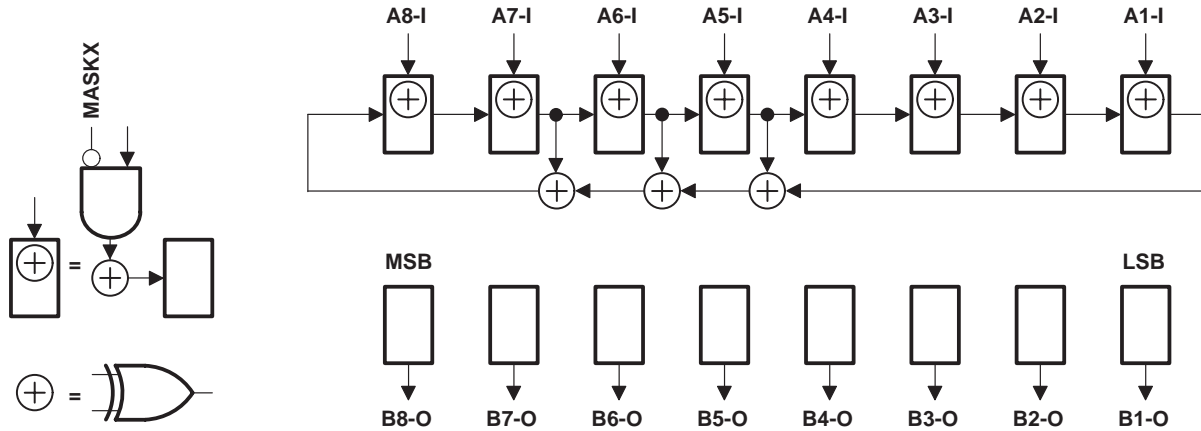 A8-I A7-I A6-I A5-I A4-I A3-I A2-I A1-I
MASKX
=
MSB LSB
=
B8-O B7-O B6-O B5-O B4-O B3-O B2-O B1-O